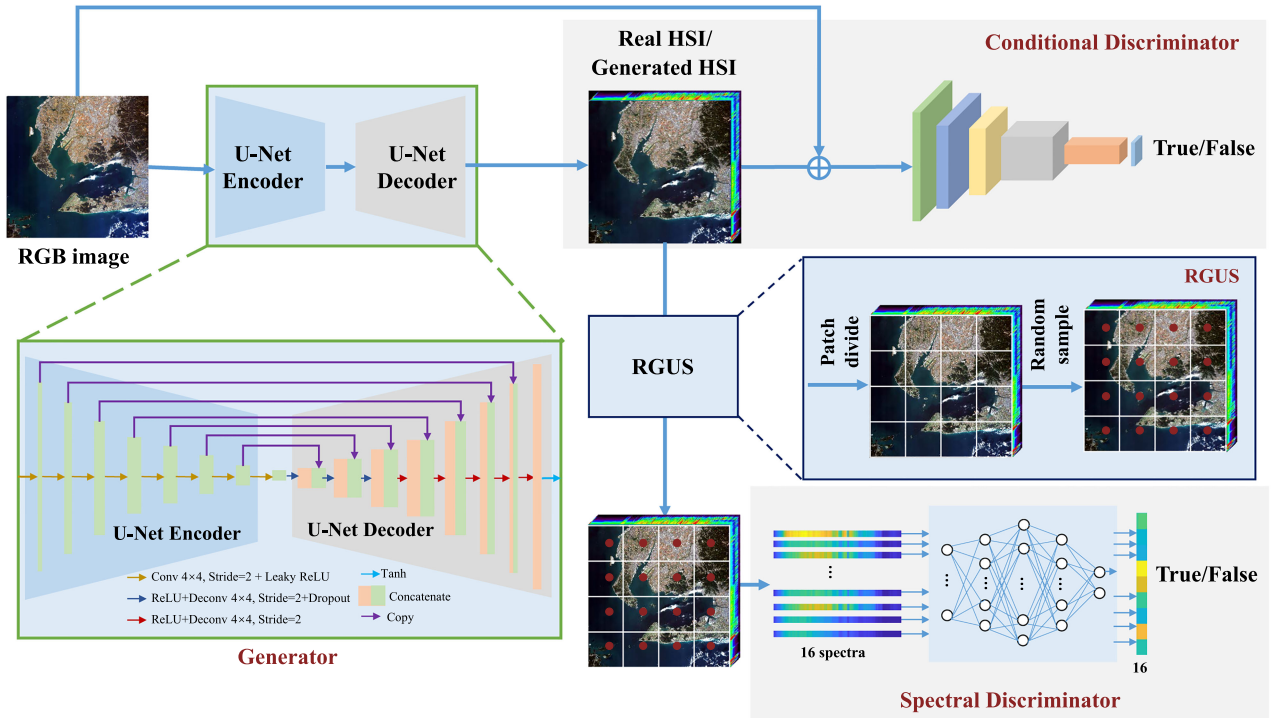 Real HSI/
Generated HSI
Conditional Discriminator
U-Net
Encoder
U-Net
Decoder
True/False
RGB image
RGUS
RGUS
Patch
divide
Random
sample
U-Net Encoder
U-Net Decoder
Conv 4×4, Stride=2 + Leaky ReLU
Tanh
ReLU+Deconv 4×4, Stride=2+Dropout
Concatenate
ReLU+Deconv 4×4, Stride=2
Copy
Generator
...
...
...
...
...
...
True/False
16 spectra
16
Spectral Discriminator